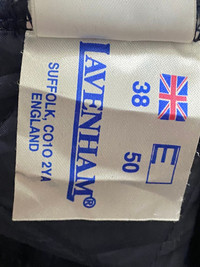 38
E 50
LAVENHAM®
SUFFOLK, CO10 2YA
ENGLAND